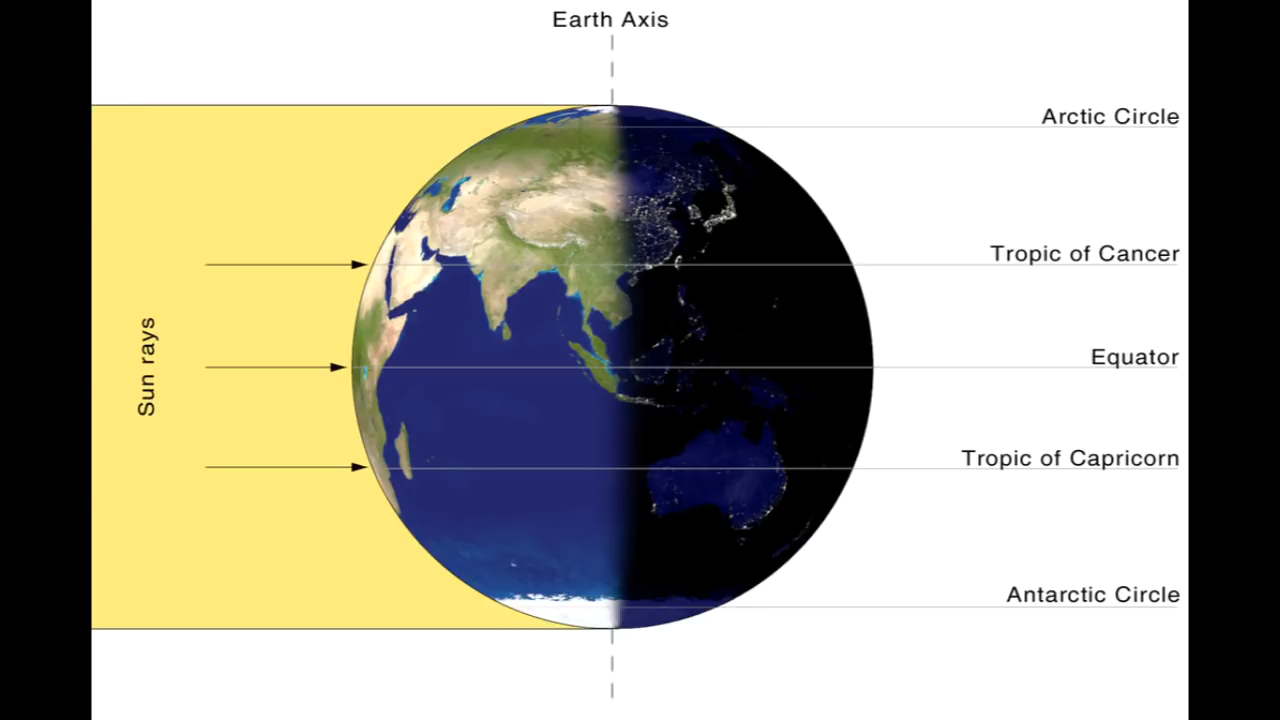 Earth Axis
Arctic Circle
Tropic of Cancer
Sun rays
Equator
Tropic of Capricorn
Antarctic Circle